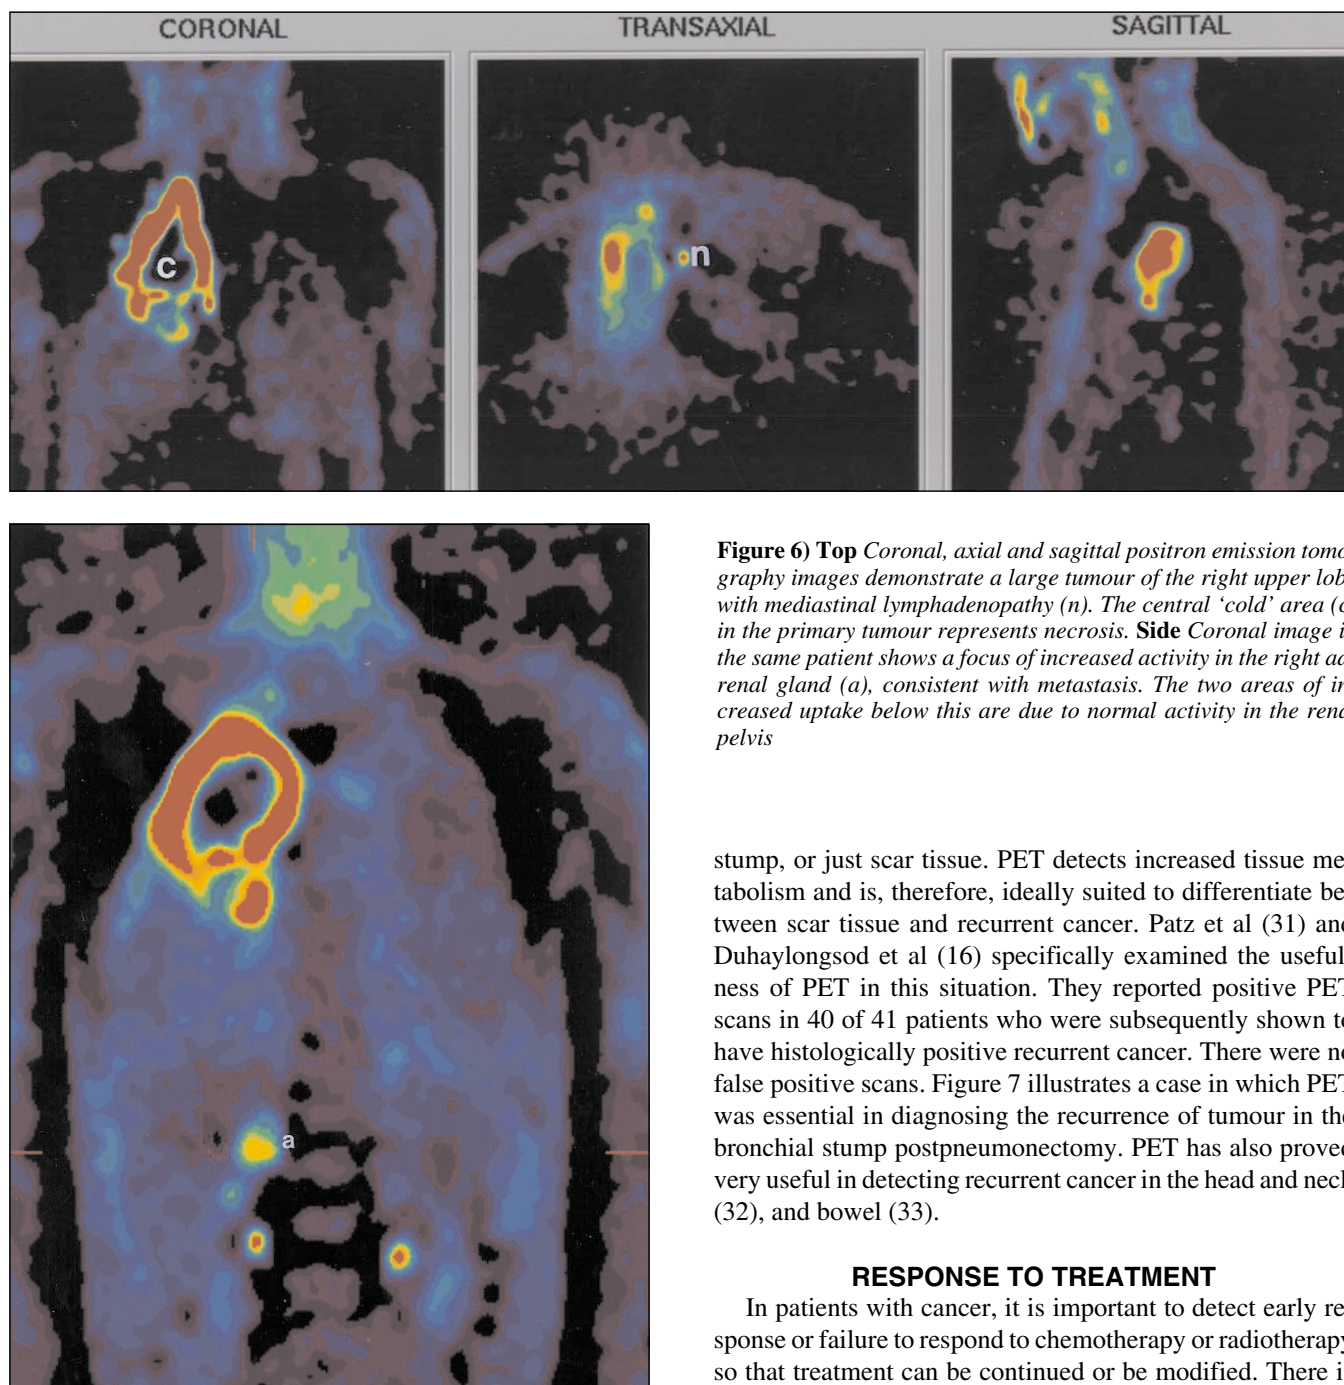 CORONAL
TRANSAXIAL
SAGITTAL
c
n
a
Figure 6) Top Coronal, axial and sagittal positron emission tomo
graphy images demonstrate a large tumour of the right upper lob
with mediastinal lymphadenopathy (n). The central ‘cold’ area (c
in the primary tumour represents necrosis. Side Coronal image i
the same patient shows a focus of increased activity in the right ad
renal gland (a), consistent with metastasis. The two areas of in
creased uptake below this are due to normal activity in the rena
pelvis
stump, or just scar tissue. PET detects increased tissue me
tabolism and is, therefore, ideally suited to differentiate be
tween scar tissue and recurrent cancer. Patz et al (31) and
Duhaylongsod et al (16) specifically examined the useful
ness of PET in this situation. They reported positive PET
scans in 40 of 41 patients who were subsequently shown to
have histologically positive recurrent cancer. There were no
false positive scans. Figure 7 illustrates a case in which PET
was essential in diagnosing the recurrence of tumour in the
bronchial stump postpneumonectomy. PET has also proved
very useful in detecting recurrent cancer in the head and neck
(32), and bowel (33).
RESPONSE TO TREATMENT
In patients with cancer, it is important to detect early re
sponse or failure to respond to chemotherapy or radiotherapy
so that treatment can be continued or be modified. There i